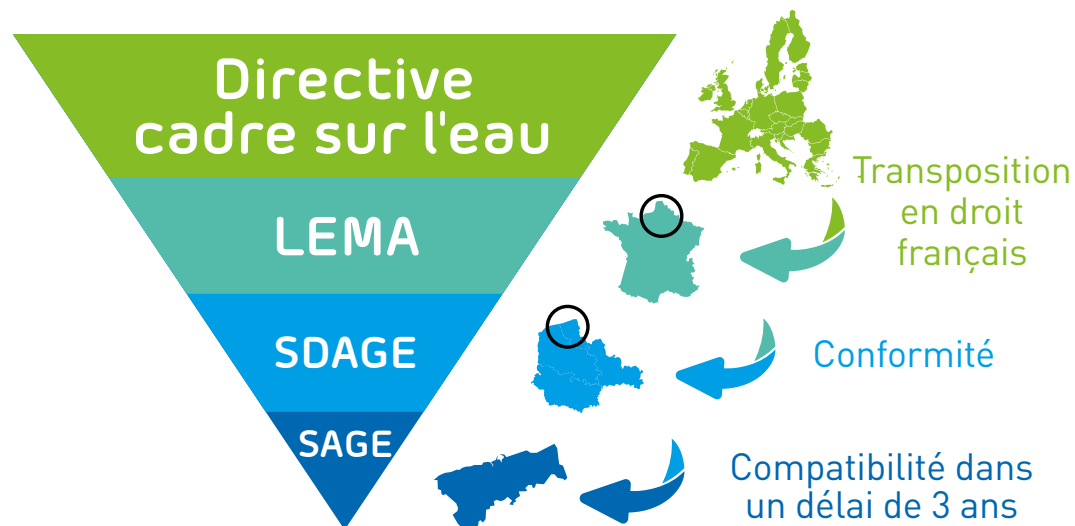 Directive
cadre sur l'eau
Transposition
en droit
français
LEMA
SDAGE
Conformité
SAGE
Compatibilité dans
un délai de 3 ans